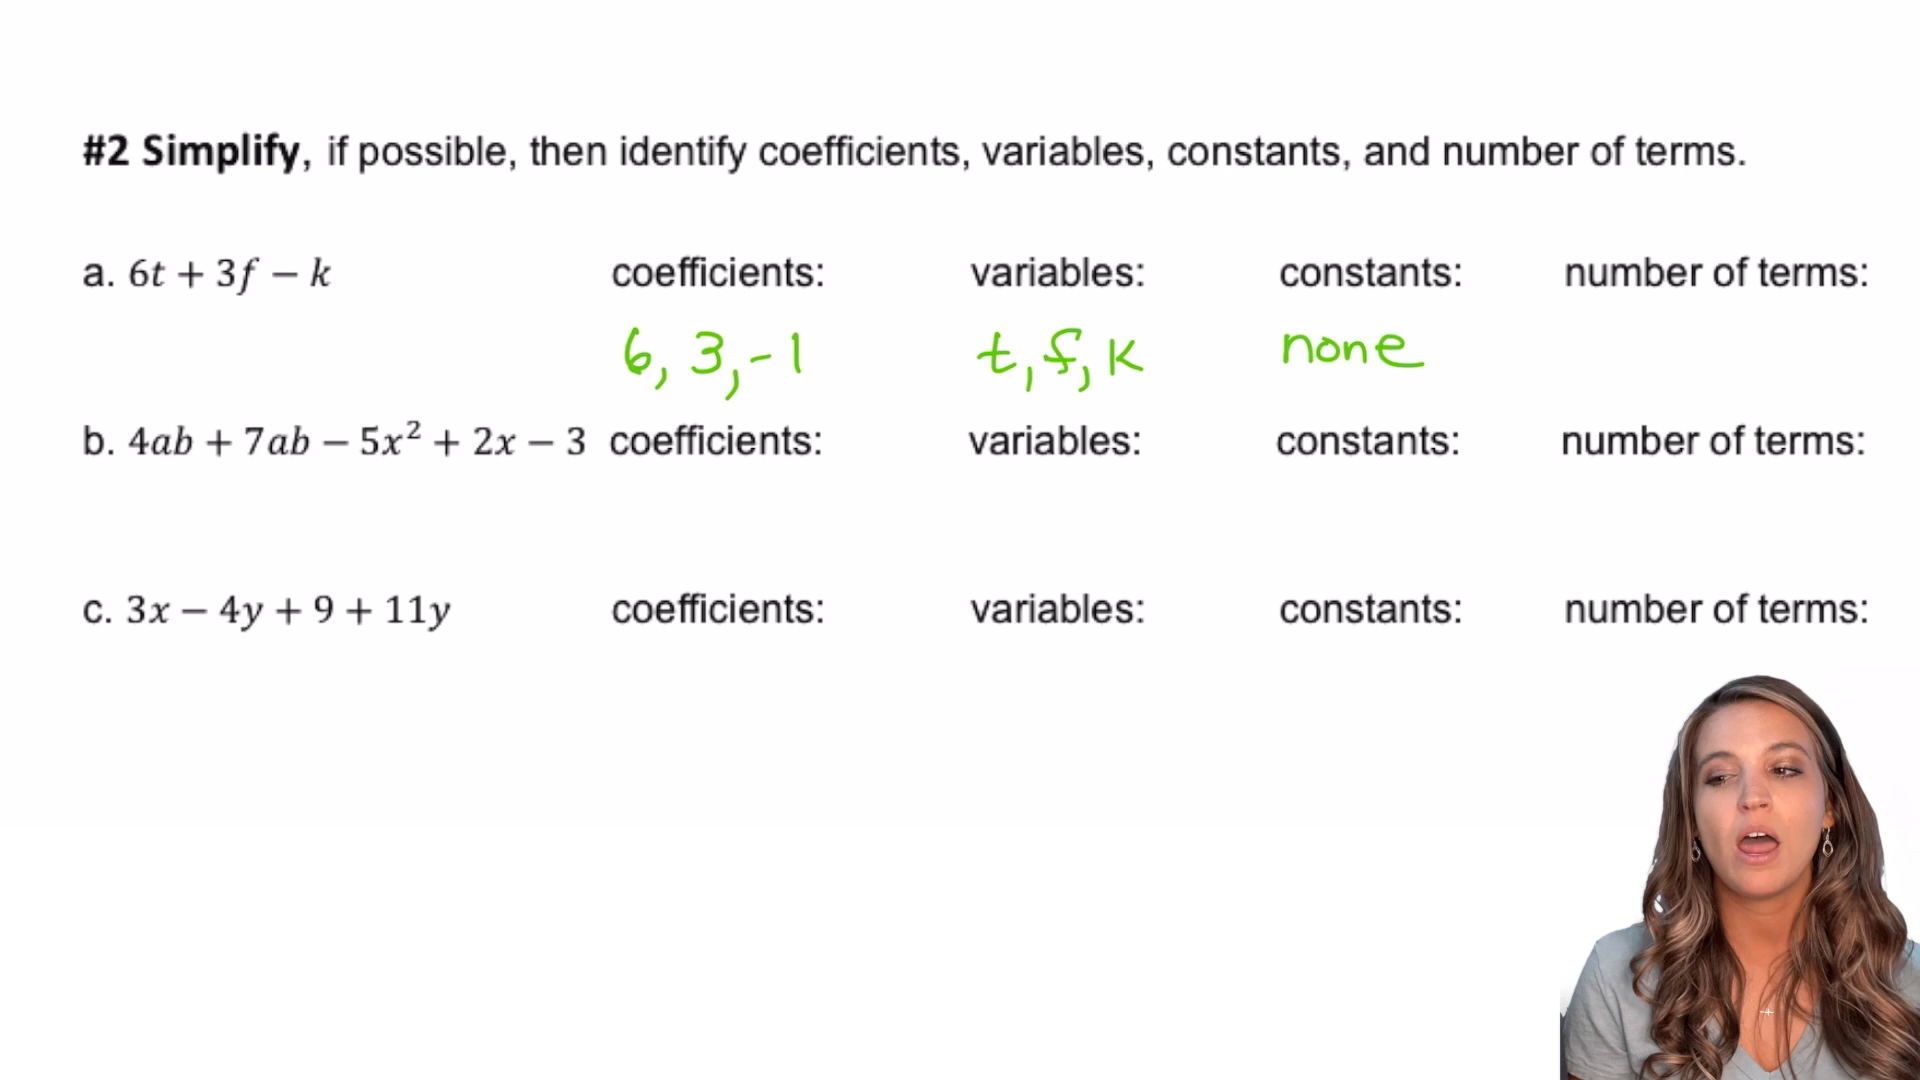 #2 Simplify, if possible, then identify coefficients, variables, constants, and number of terms.
a. 6t + 3f − k coefficients: variables: constants: number of terms:
6, 3, -1 t, f, k none
b. 4ab + 7ab − 5x² + 2x − 3 coefficients: variables: constants: number of terms:
c. 3x − 4y + 9 + 11y coefficients: variables: constants: number of terms: